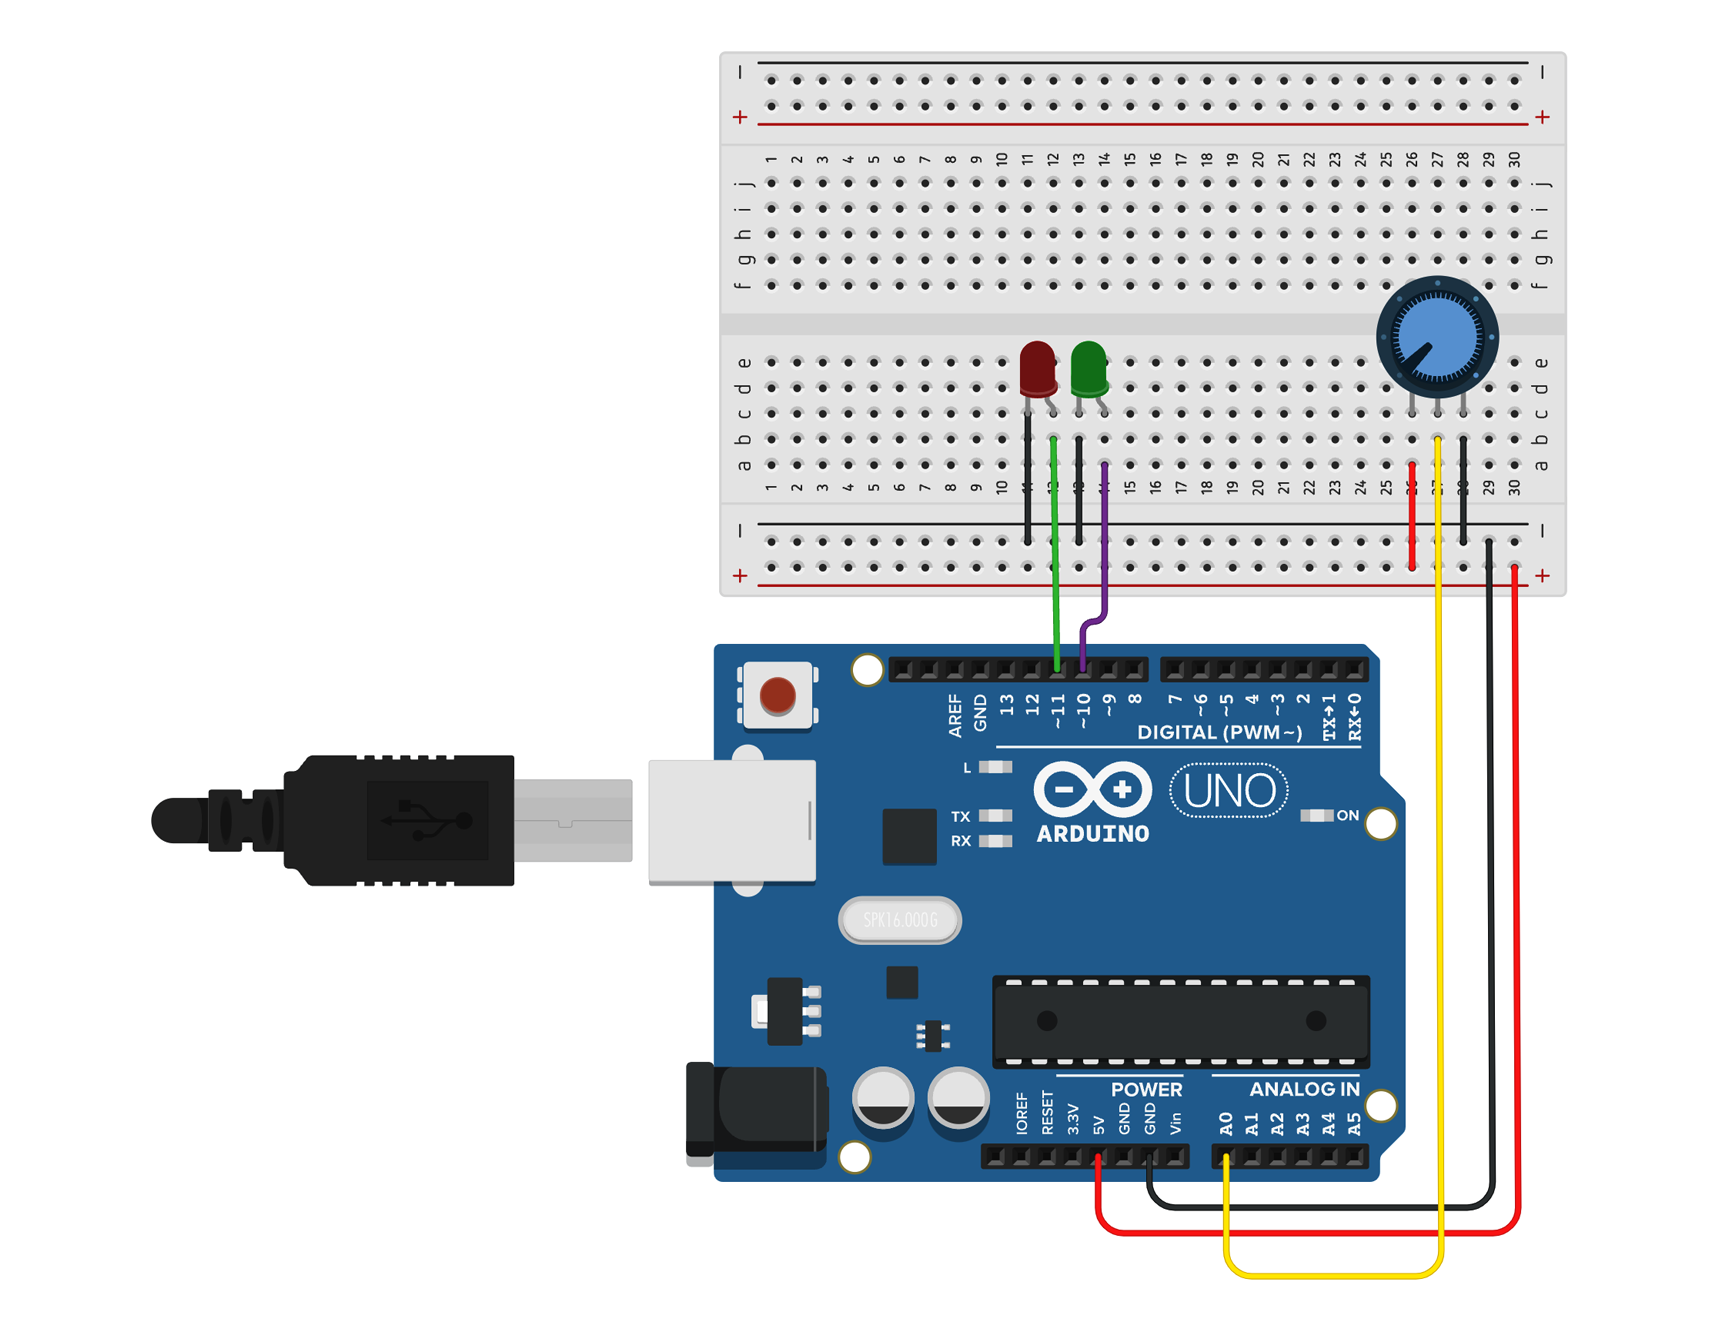 − −
+ +
1 2 3 4 5 6 7 8 9 10 11 12 13 14 15 16 17 18 19 20 21 22 23 24 25 26 27 28 29 30
j j
i i
h h
g g
f f
e e
d d
c c
b b
a a
1 2 3 4 5 6 7 8 9 10 11 12 13 14 15 16 17 18 19 20 21 22 23 24 25 26 27 28 29 30
− −
+ +
AREF GND 13 12 ~11 ~10 ~9 8 7 ~6 ~5 4 ~3 2 TX→1 RX←0
DIGITAL (PWM~)
L
TX
RX
ARDUINO
UNO
ON
SPK16.000G
POWER
ANALOG IN
IOREF RESET 3.3V 5V GND GND Vin A0 A1 A2 A3 A4 A5